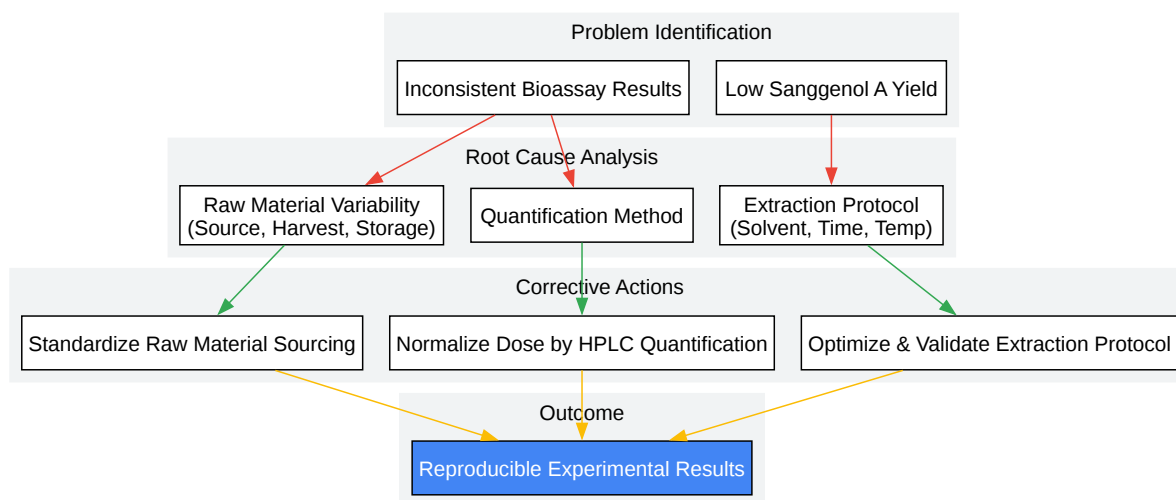 Problem Identification
Inconsistent Bioassay Results
Low Sanggenol A Yield
Root Cause Analysis
Raw Material Variability
(Source, Harvest, Storage)
Quantification Method
Extraction Protocol
(Solvent, Time, Temp)
Corrective Actions
Standardize Raw Material Sourcing
Normalize Dose by HPLC Quantification
Optimize & Validate Extraction Protocol
Outcome
Reproducible Experimental Results